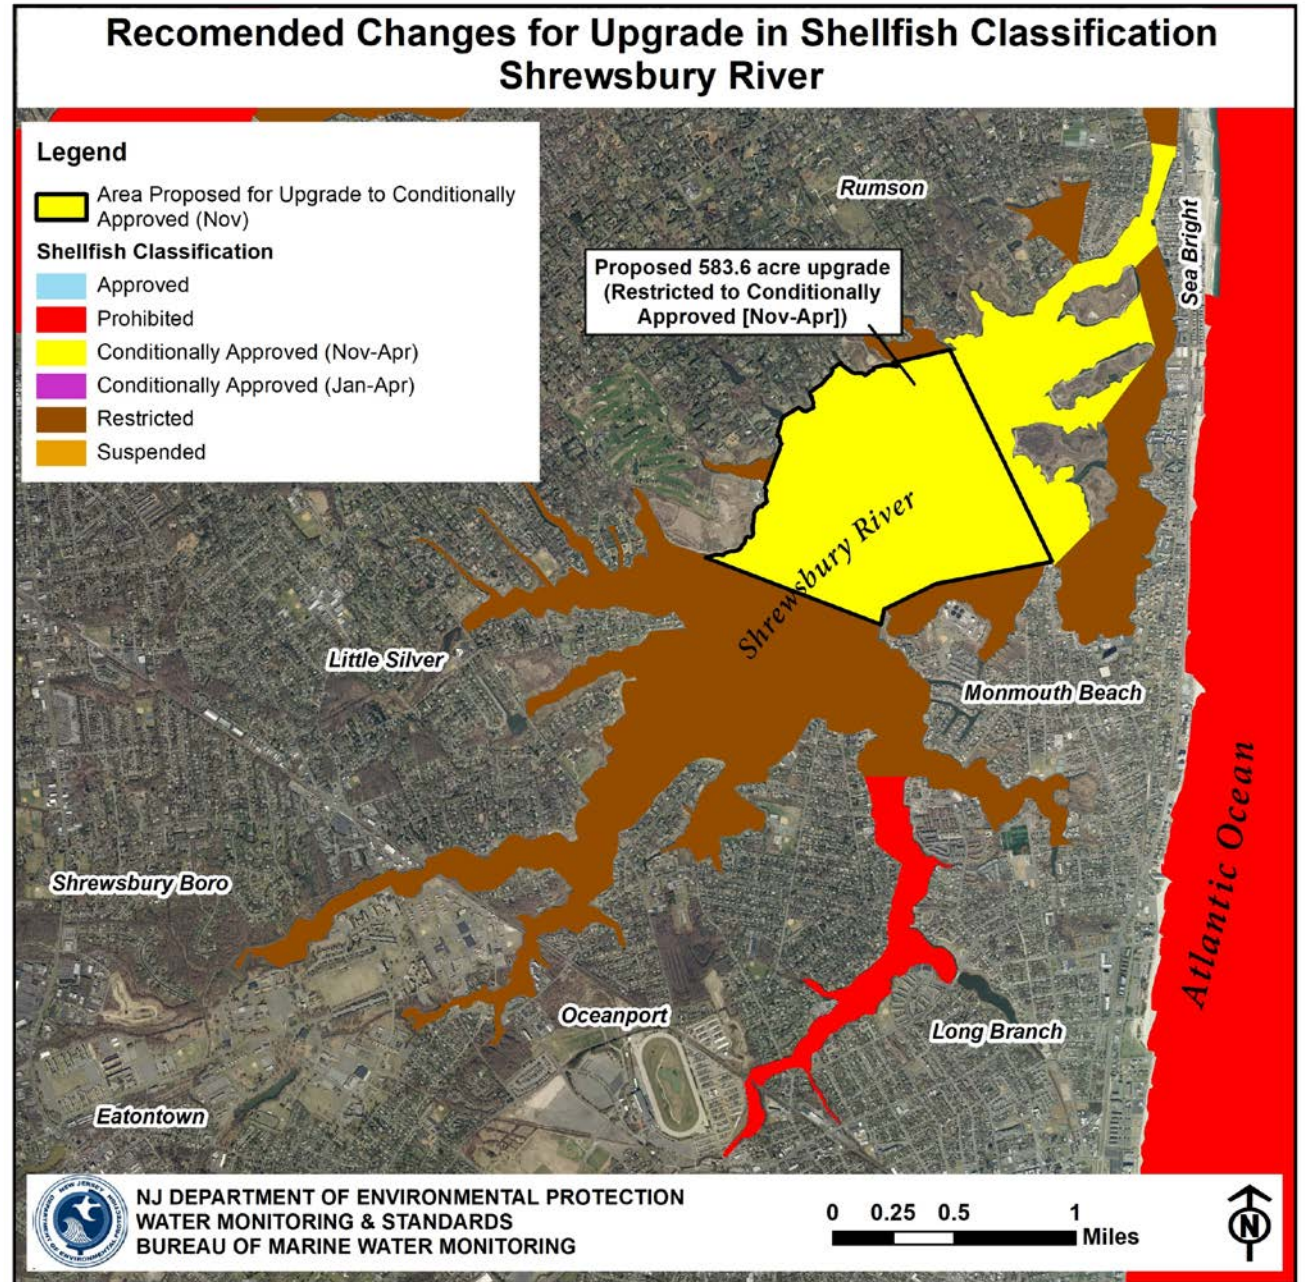 Recomended Changes for Upgrade in Shellfish Classification
Shrewsbury River
Legend
Area Proposed for Upgrade to Conditionally
Approved (Nov)
Shellfish Classification
Approved
Prohibited
Conditionally Approved (Nov-Apr)
Conditionally Approved (Jan-Apr)
Restricted
Suspended
Rumson
Sea Bright
Proposed 583.6 acre upgrade
(Restricted to Conditionally
Approved [Nov-Apr])
Shrewsbury River
Little Silver
Monmouth Beach
Atlantic Ocean
Shrewsbury Boro
Oceanport
Long Branch
Eatontown
NJ DEPARTMENT OF ENVIRONMENTAL PROTECTION
WATER MONITORING & STANDARDS
BUREAU OF MARINE WATER MONITORING
0 0.25 0.5 1
Miles
N